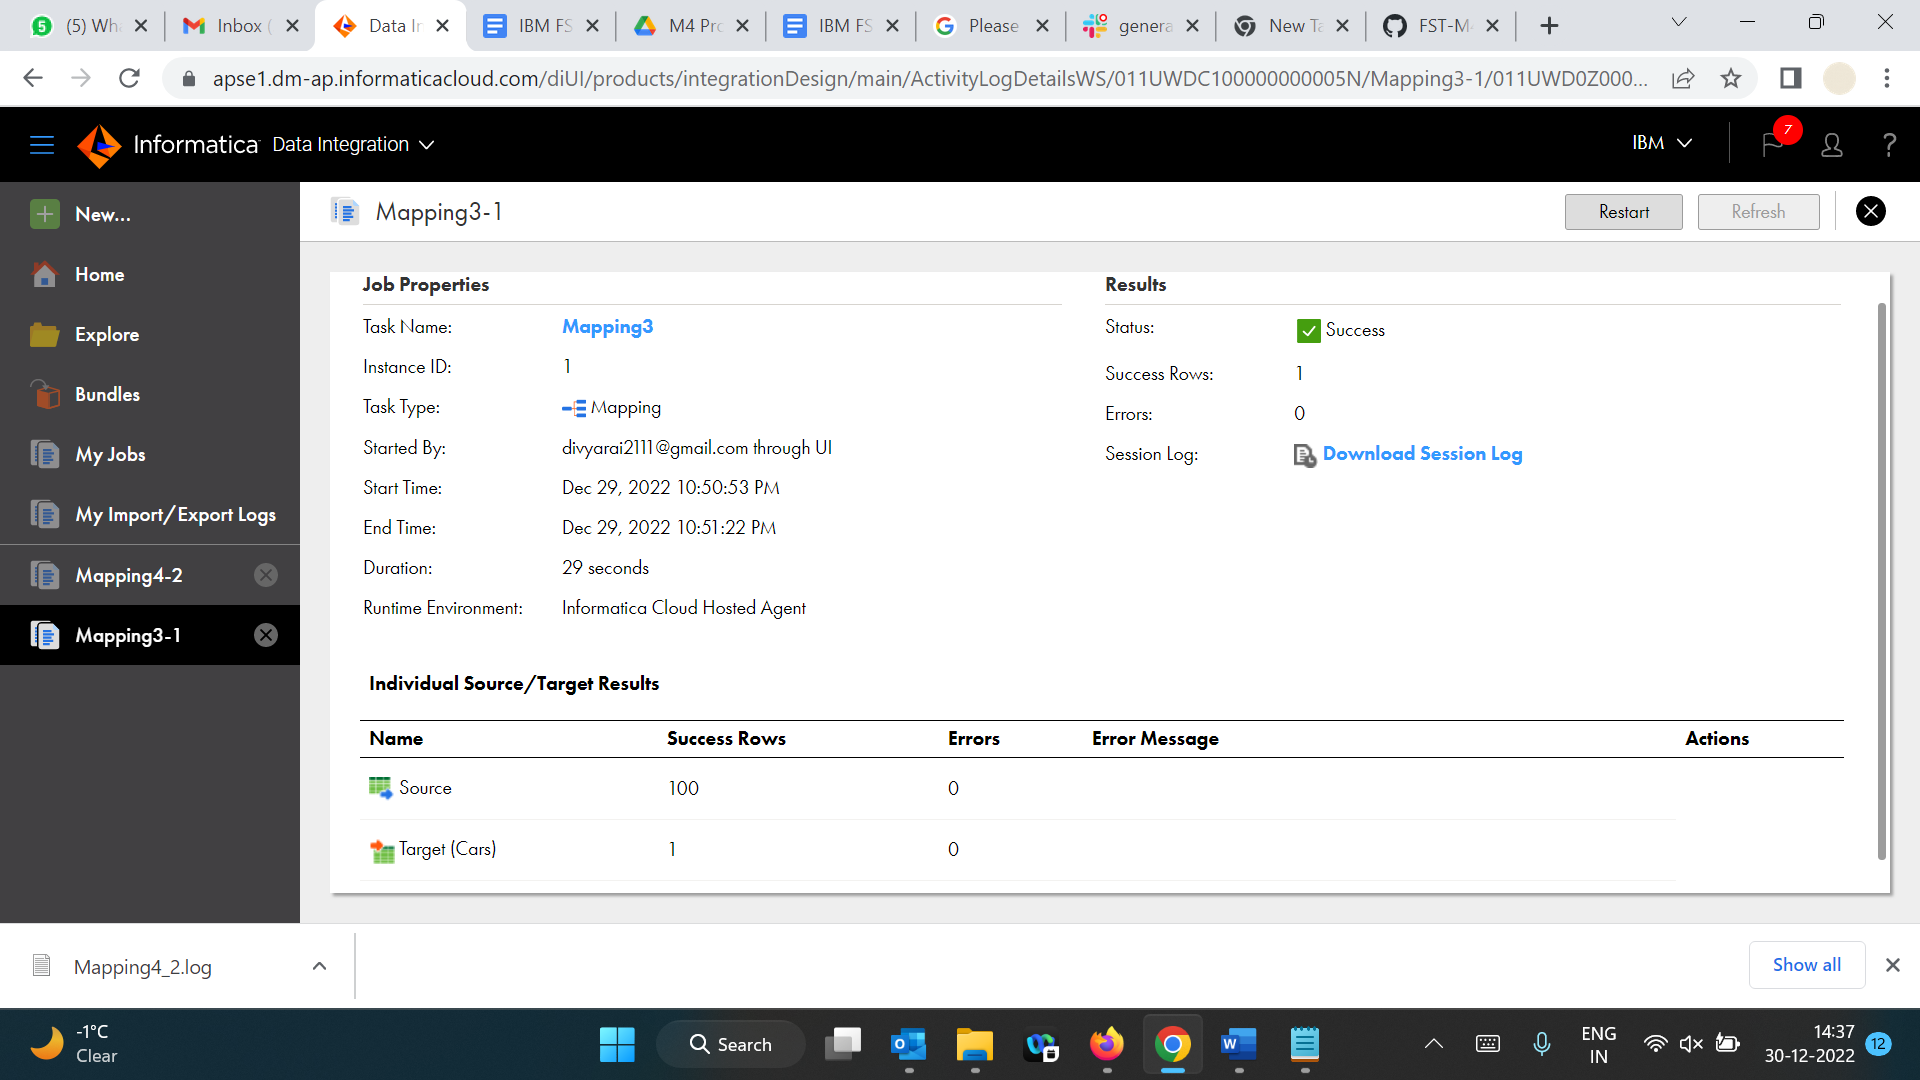 (5) Wh
Inbox (
Data In
IBM FS
M4 Pro
IBM FS
Please
genera
New Ta
FST-M
apse1.dm-ap.informaticacloud.com/diUI/products/integrationDesign/main/ActivityLogDetailsWS/011UWDC100000000005N/Mapping3-1/011UWD0Z000...
Informatica Data Integration
IBM
7
?
New...
Home
Explore
Bundles
My Jobs
My Import/Export Logs
Mapping4-2
Mapping3-1
Mapping3-1
Restart
Refresh
Job Properties
Task Name: Mapping3
Instance ID: 1
Task Type: Mapping
Started By: divyarai2111@gmail.com through UI
Start Time: Dec 29, 2022 10:50:53 PM
End Time: Dec 29, 2022 10:51:22 PM
Duration: 29 seconds
Runtime Environment: Informatica Cloud Hosted Agent
Results
Status: Success
Success Rows: 1
Errors: 0
Session Log: Download Session Log
Individual Source/Target Results
Name Success Rows Errors Error Message Actions
Source 100 0
Target (Cars) 1 0
Mapping4_2.log
Show all
-1°C
Clear
Search
ENG
IN
14:37
30-12-2022
12